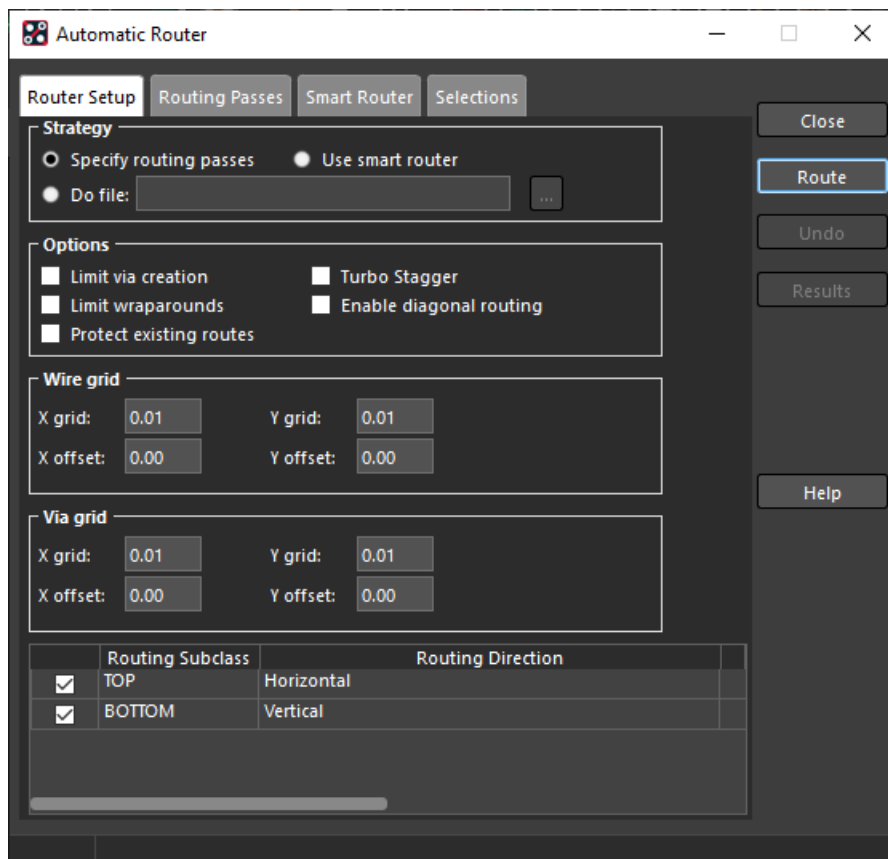 Automatic Router
Router Setup Routing Passes Smart Router Selections
Strategy
Specify routing passes Use smart router
Do file: ...
Options
Limit via creation Turbo Stagger
Limit wraparounds Enable diagonal routing
Protect existing routes
Wire grid
X grid: 0.01 Y grid: 0.01
X offset: 0.00 Y offset: 0.00
Via grid
X grid: 0.01 Y grid: 0.01
X offset: 0.00 Y offset: 0.00
Routing Subclass Routing Direction
TOP Horizontal
BOTTOM Vertical
Close
Route
Undo
Results
Help